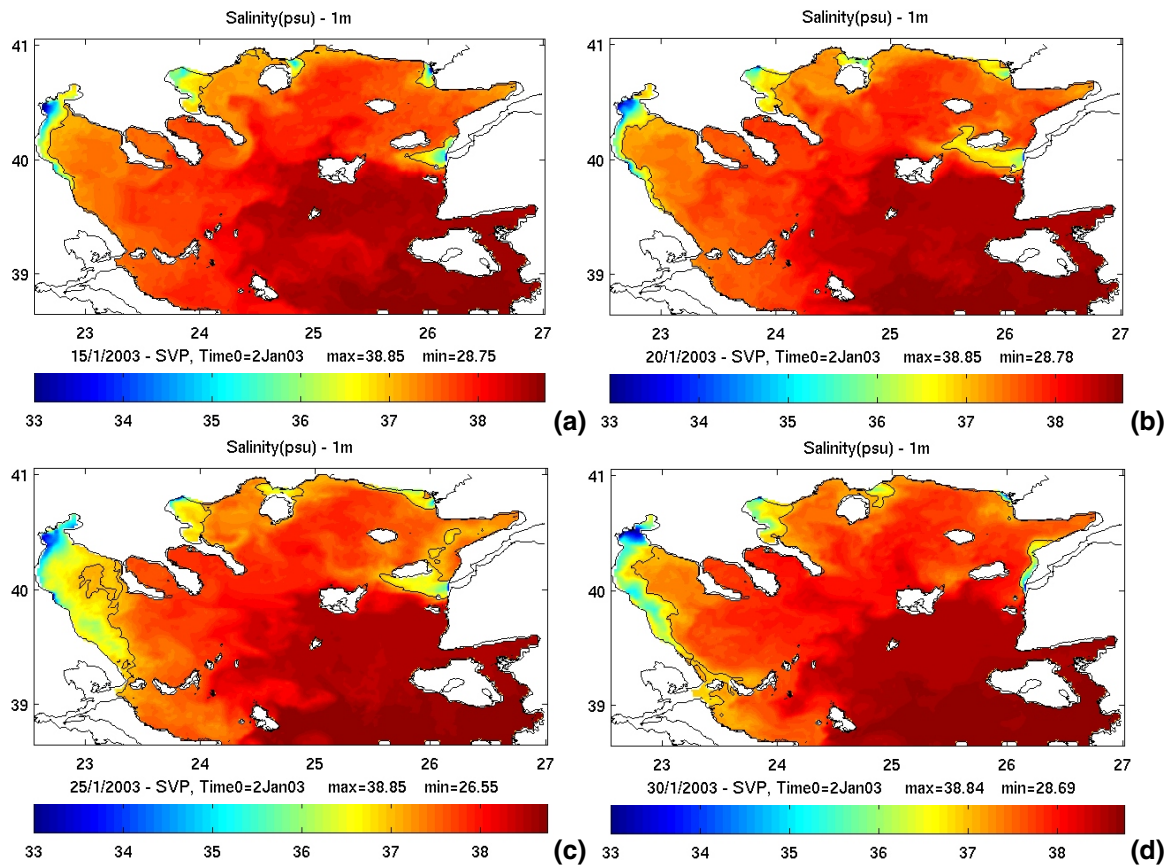 Salinity(psu) - 1m
41
40
39
23 24 25 26 27
15/1/2003 - SVP, Time0=2Jan03 max=38.85 min=28.75
33 34 35 36 37 38
(a)
Salinity(psu) - 1m
41
40
39
23 24 25 26 27
20/1/2003 - SVP, Time0=2Jan03 max=38.85 min=28.78
33 34 35 36 37 38
(b)
Salinity(psu) - 1m
41
40
39
23 24 25 26 27
25/1/2003 - SVP, Time0=2Jan03 max=38.85 min=26.55
33 34 35 36 37 38
(c)
Salinity(psu) - 1m
41
40
39
23 24 25 26 27
30/1/2003 - SVP, Time0=2Jan03 max=38.84 min=28.69
33 34 35 36 37 38
(d)